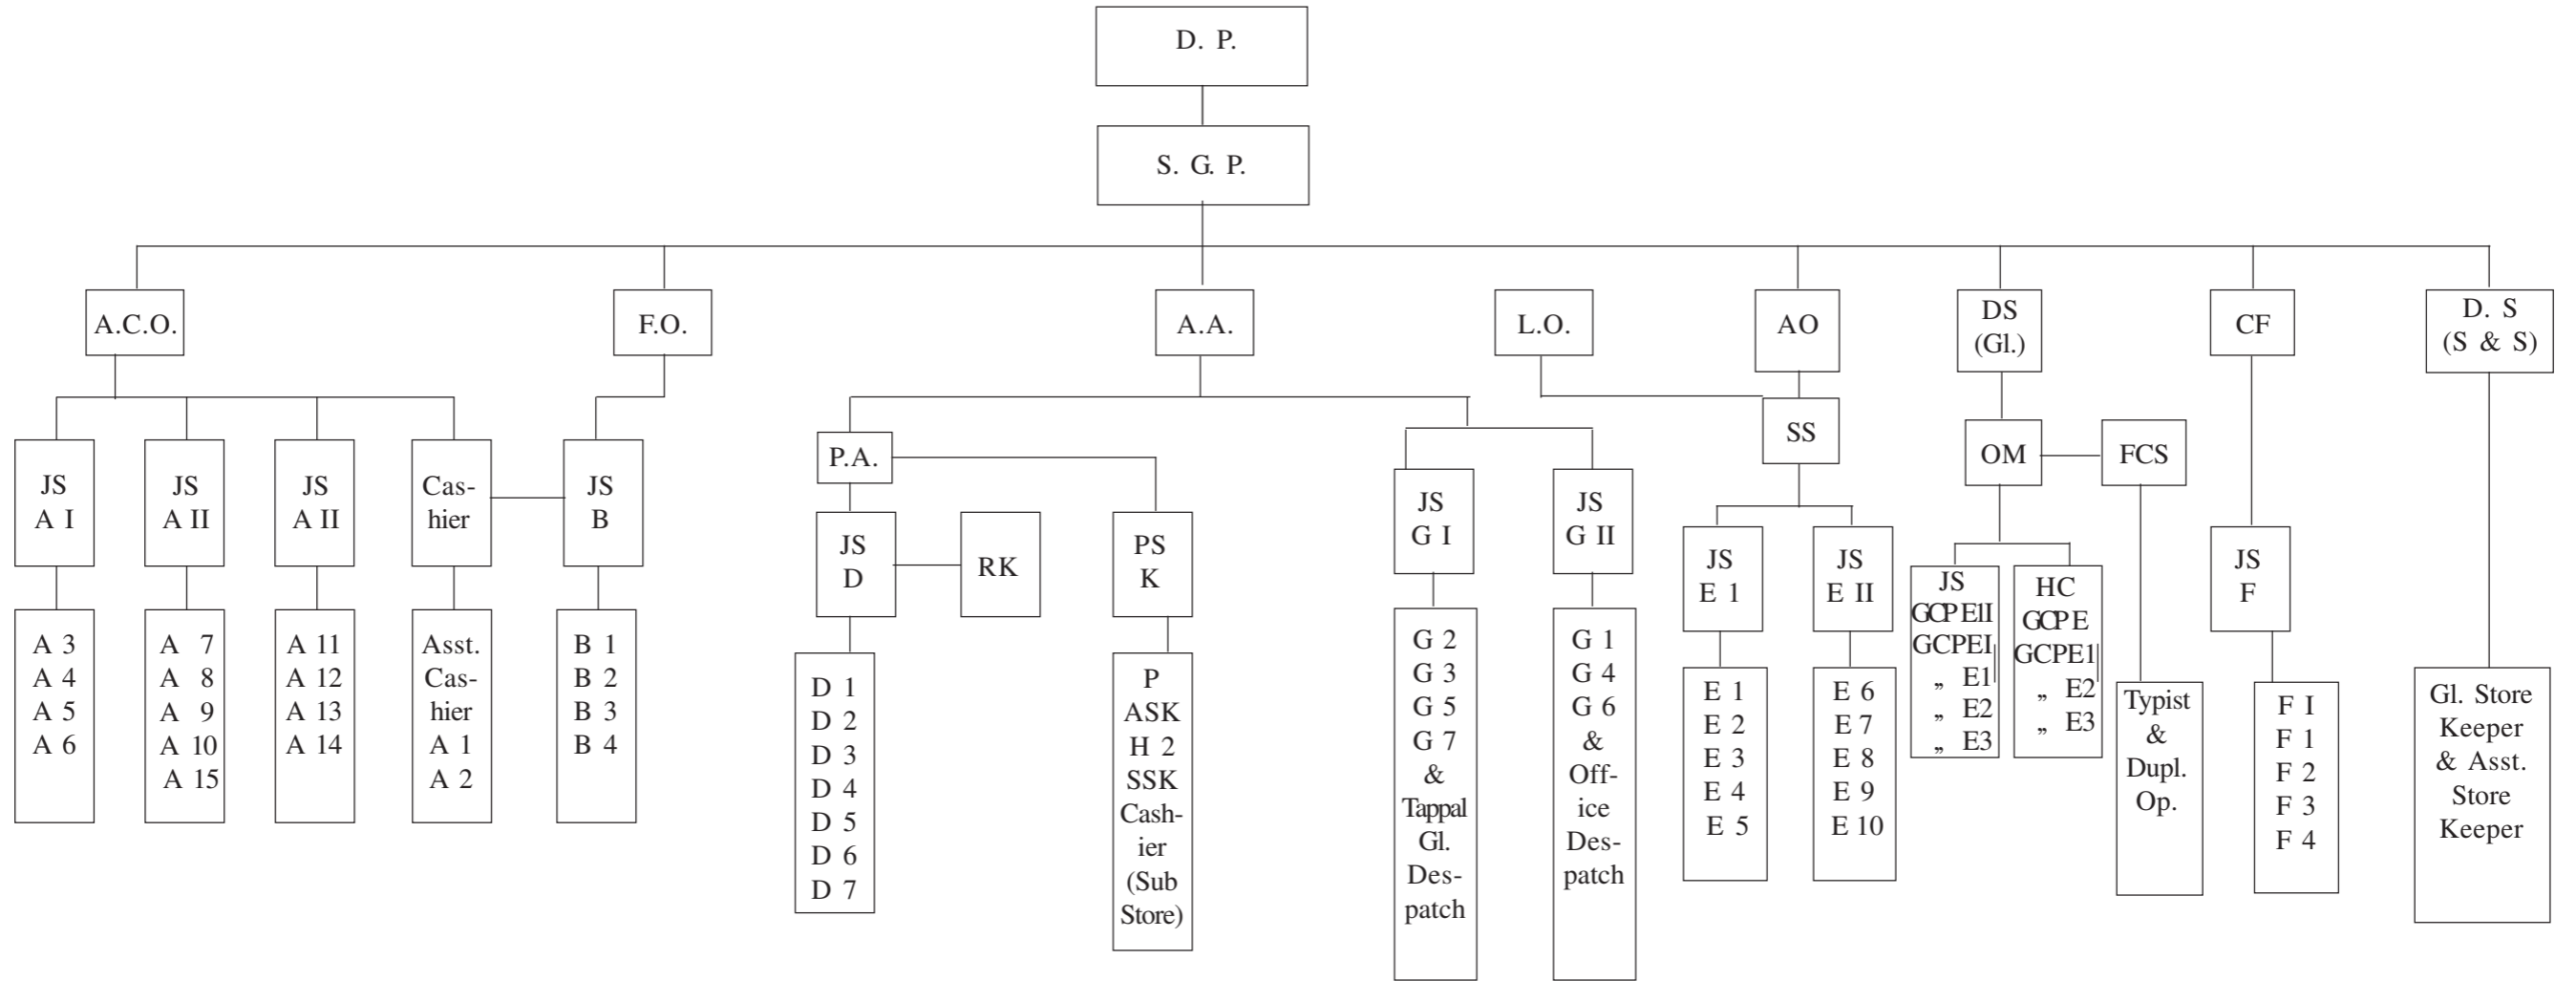 D. P.
S. G. P.
A.C.O.
F.O.
A.A.
L.O.
AO
DS
(Gl.)
CF
D. S
(S & S)
JS
A I
JS
A II
JS
A II
Cas-
hier
JS
B
P.A.
SS
OM
FCS
JS
D
RK
PS
K
JS
G I
JS
G II
JS
E 1
JS
E II
JS
F
A 3
A 4
A 5
A 6
A 7
A 8
A 9
A 10
A 15
A 11
A 12
A 13
A 14
Asst.
Cas-
hier
A 1
A 2
B 1
B 2
B 3
B 4
D 1
D 2
D 3
D 4
D 5
D 6
D 7
P
ASK
H 2
SSK
Cash-
ier
(Sub
Store)
G 2
G 3
G 5
G 7
&
Tappal
Gl.
Des-
patch
G 1
G 4
G 6
&
Off-
ice
Des-
patch
E 1
E 2
E 3
E 4
E 5
E 6
E 7
E 8
E 9
E 10
JS
GCPE1I
GCPEI
„ E1
„ E2
„ E3
HC
GCPE
GCPE1
„ E2
„ E3
Typist
&
Dupl.
Op.
F I
F 1
F 2
F 3
F 4
Gl. Store
Keeper
& Asst.
Store
Keeper